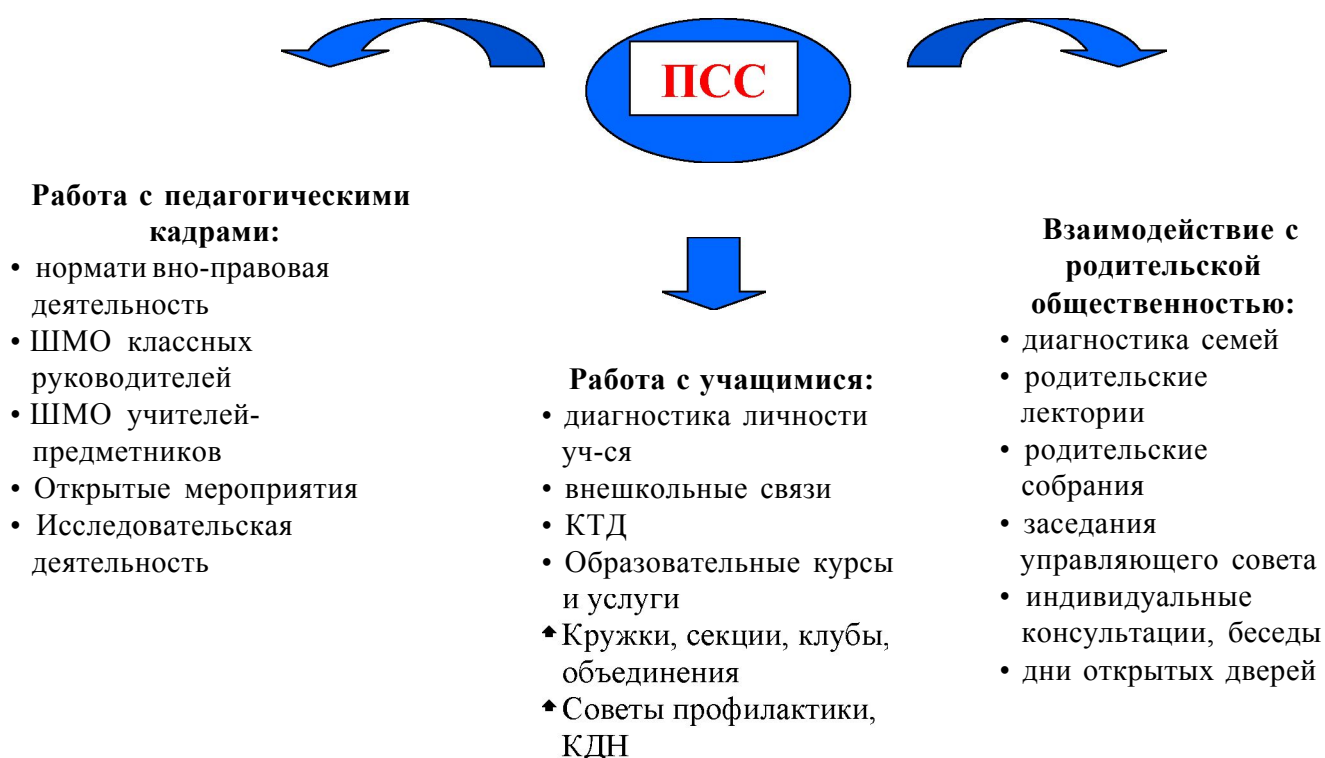 ПСС
Работа с педагогическими
кадрами:
• нормати вно-правовая
деятельность
• ШМО классных
руководителей
• ШМО учителей-
предметников
• Открытые мероприятия
• Исследовательская
деятельность
Работа с учащимися:
• диагностика личности
уч-ся
• внешкольные связи
• КТД
• Образовательные курсы
и услуги
Кружки, секции, клубы,
объединения
Советы профилактики,
КДН
Взаимодействие с
родительской
общественностью:
• диагностика семей
• родительские
лектории
• родительские
собрания
• заседания
управляющего совета
• индивидуальные
консультации, беседы
• дни открытых дверей